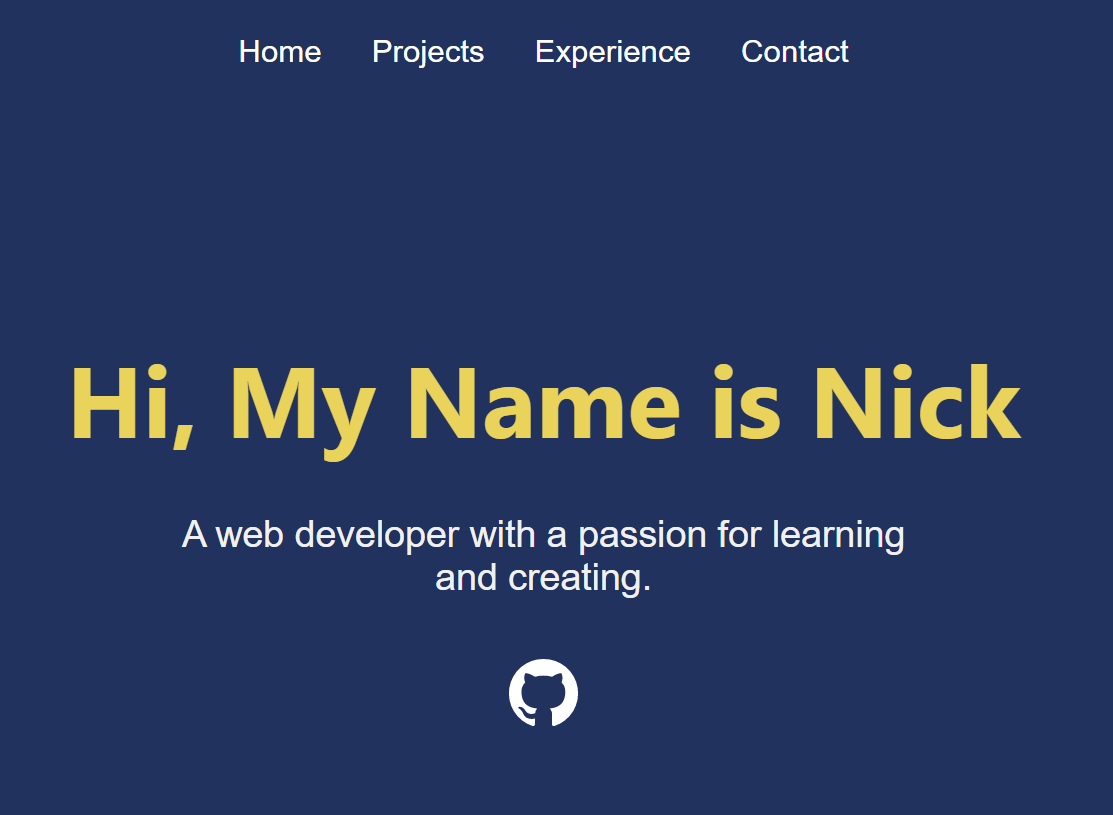 Home Projects Experience Contact
Hi, My Name is Nick
A web developer with a passion for learning
and creating.